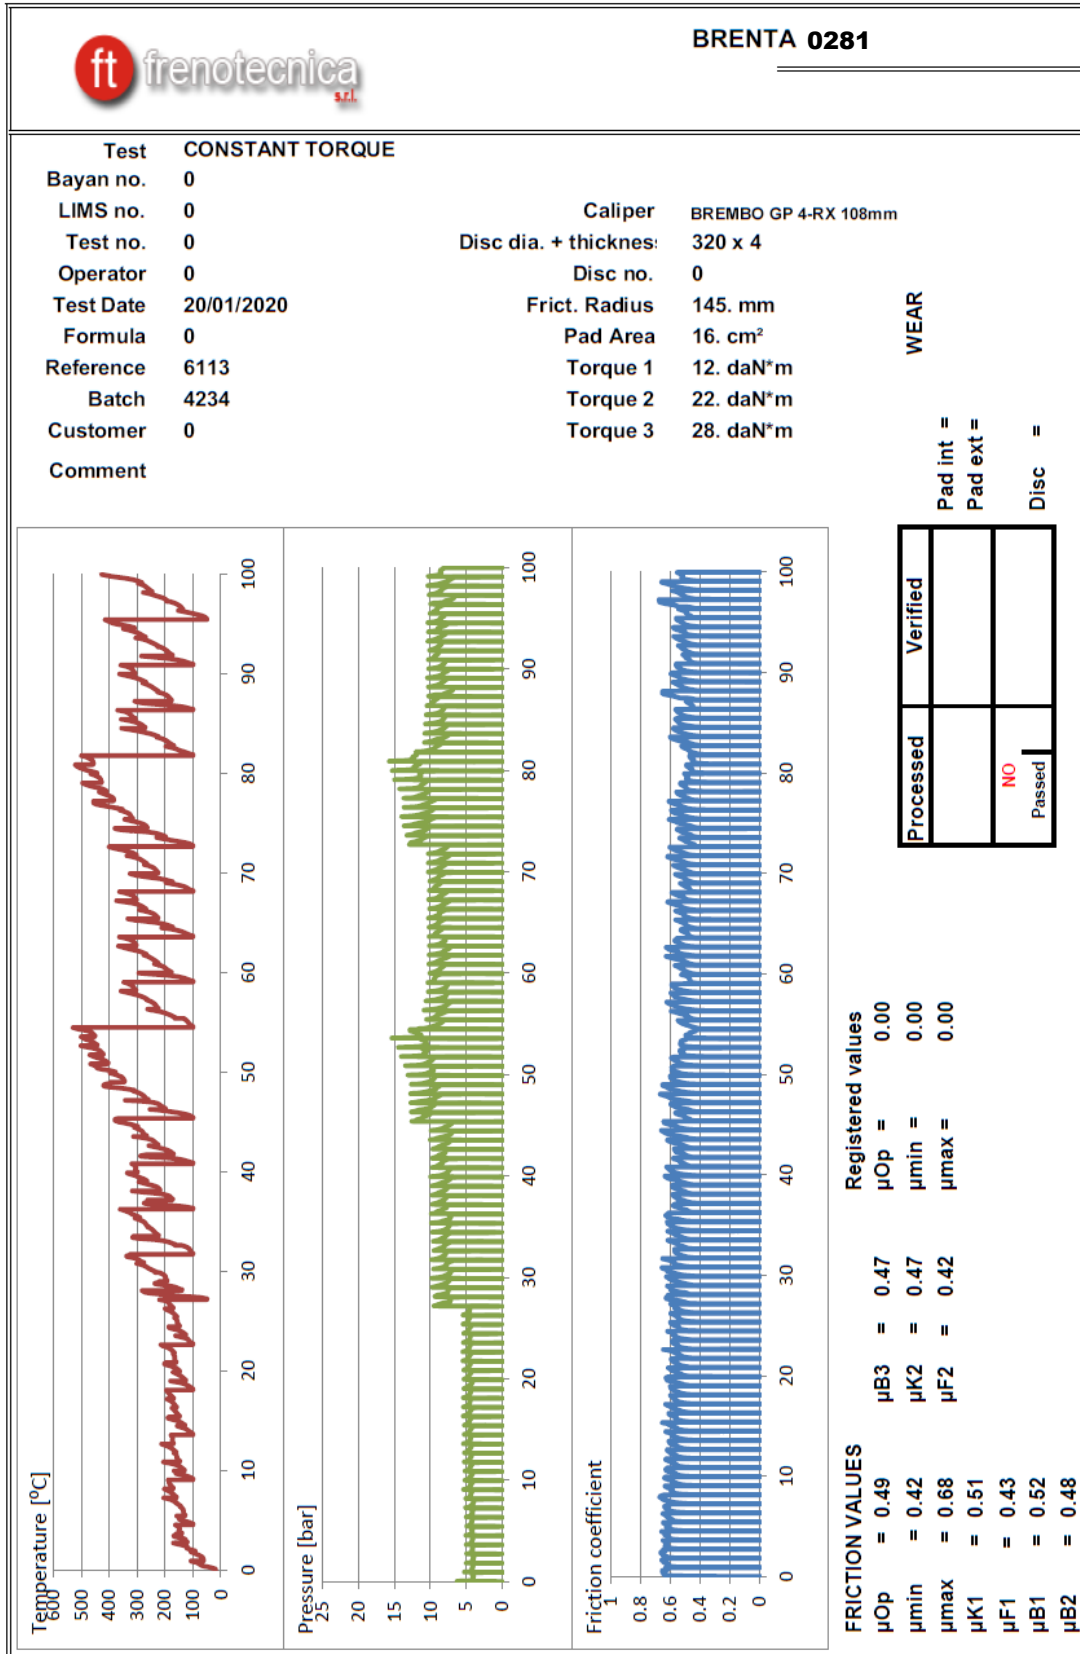 BRENTA 0281
ft frenotecnica
s.r.l.
Test CONSTANT TORQUE
Bayan no. 0
LIMS no. 0
Test no. 0
Operator 0
Test Date 20/01/2020
Formula 0
Reference 6113
Batch 4234
Customer 0
Comment
Caliper BREMBO GP 4-RX 108mm
Disc dia. + thicknes
320 x 4
Disc no. 0
Frict. Radius 145. mm
Pad Area 16. cm²
Torque 1 12. daN*m
Torque 2 22. daN*m
Torque 3 28. daN*m
WEAR
Pad int =
Pad ext =
Disc =
Processed Verified
NO
Passed
Temperature [ºC]
600
500
400
300
200
100
0
0 10 20 30 40 50 60 70 80 90 100
Pressure [bar]
25
20
15
10
5
0
0 10 20 30 40 50 60 70 80 90 100
Friction coefficient
1
0.8
0.6
0.4
0.2
0
0 10 20 30 40 50 60 70 80 90 100
FRICTION VALUES
µOp = 0.49
µmin = 0.42
µmax = 0.68
µK1 = 0.51
µF1 = 0.43
µB1 = 0.52
µB2 = 0.48
µB3 = 0.47
µK2 = 0.47
µF2 = 0.42
Registered values
µOp = 0.00
µmin = 0.00
µmax = 0.00